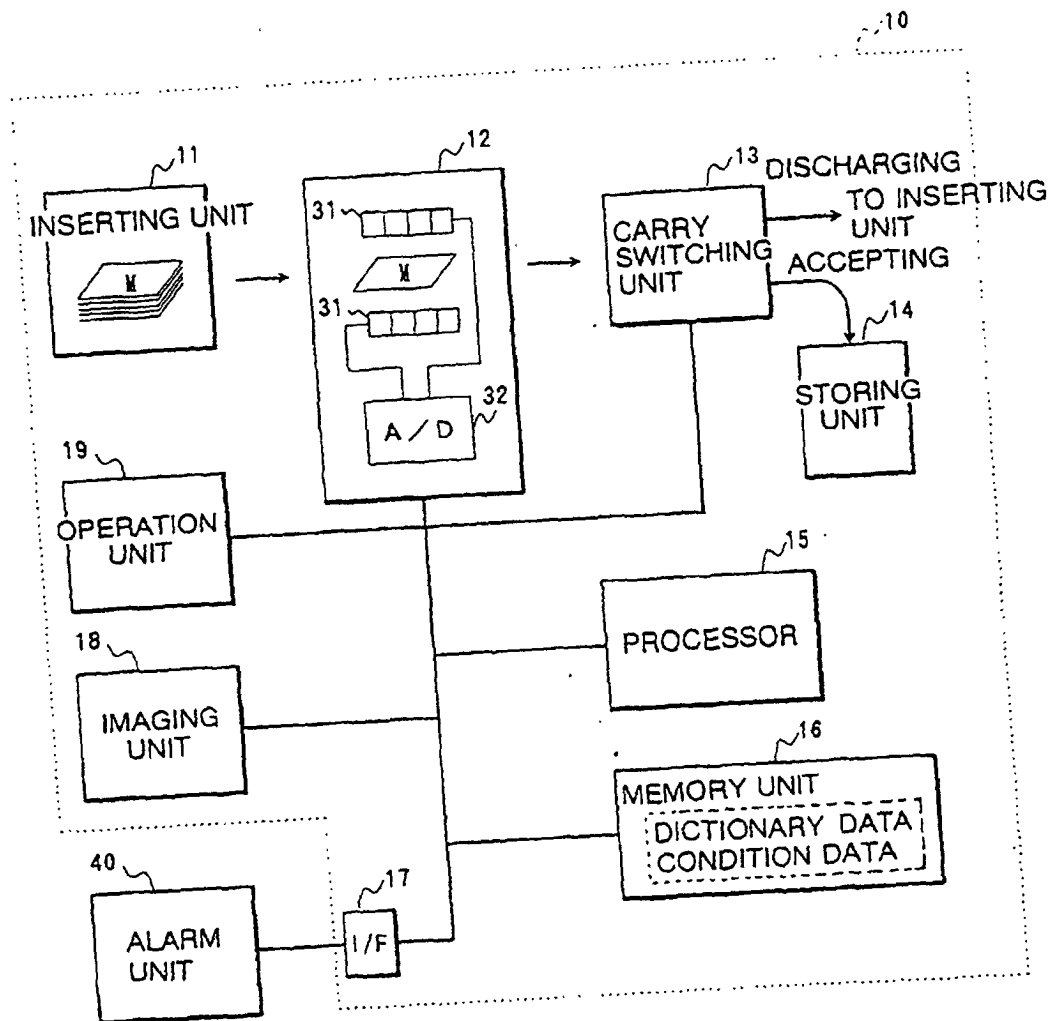 10
11
INSERTING UNIT
¥
12
31
¥
31
32
A/D
13
CARRY
SWITCHING
UNIT
DISCHARGING
TO INSERTING
UNIT
ACCEPTING
14
STORING
UNIT
19
OPERATION
UNIT
15
PROCESSOR
18
IMAGING
UNIT
16
MEMORY UNIT
DICTIONARY DATA
CONDITION DATA
40
ALARM
UNIT
17
I/F